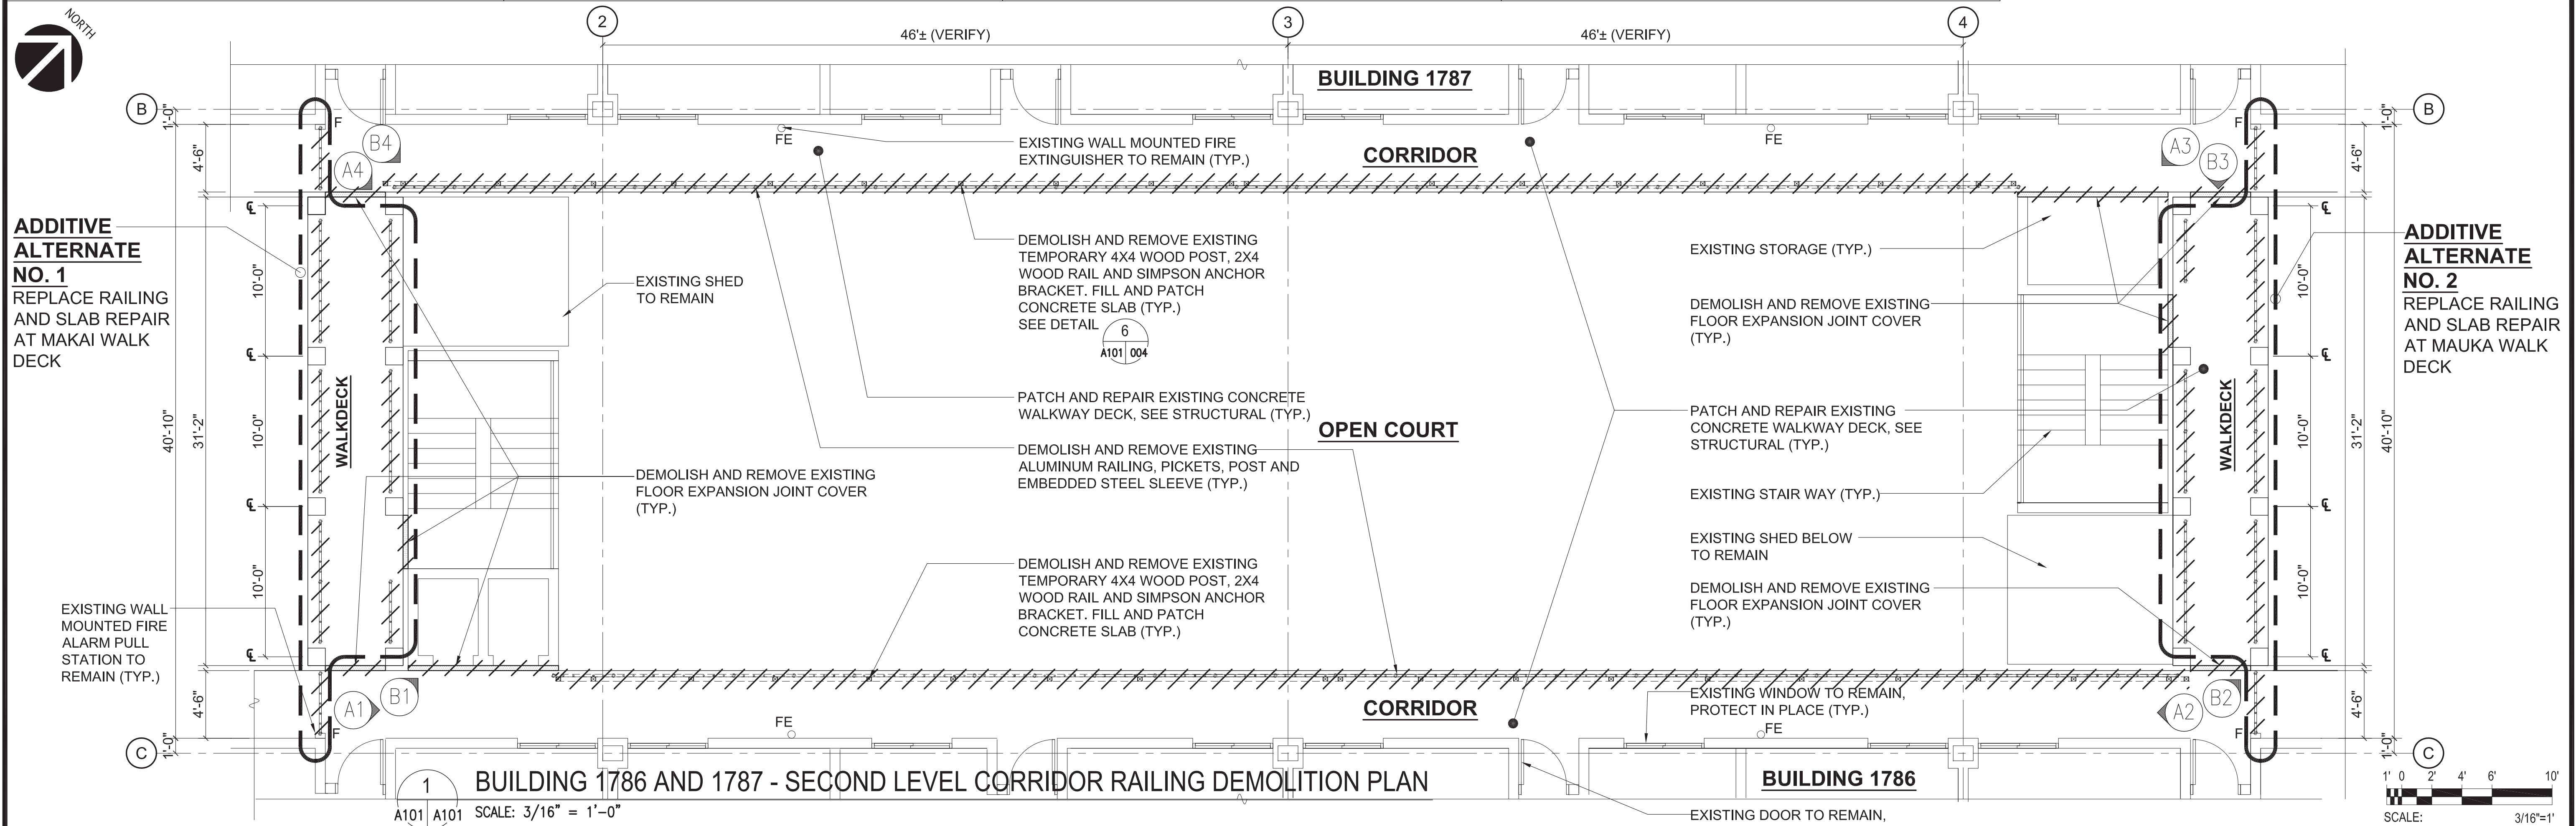 NORTH
2
3
4
46'± (VERIFY)
46'± (VERIFY)
BUILDING 1787
B
B
1'-0"
1'-0"
F
F
B4
A4
A3
B3
4'-6"
4'-6"
FE
FE
EXISTING WALL MOUNTED FIRE
EXTINGUISHER TO REMAIN (TYP.)
CORRIDOR
ADDITIVE
ALTERNATE
NO. 1
REPLACE RAILING
AND SLAB REPAIR
AT MAKAI WALK
DECK
℄
℄
℄
℄
10'-0"
10'-0"
10'-0"
31'-2"
40'-10"
WALKDECK
EXISTING SHED
TO REMAIN
DEMOLISH AND REMOVE EXISTING
TEMPORARY 4X4 WOOD POST, 2X4
WOOD RAIL AND SIMPSON ANCHOR
BRACKET. FILL AND PATCH
CONCRETE SLAB (TYP.)
SEE DETAIL
6
A101 004
PATCH AND REPAIR EXISTING CONCRETE
WALKWAY DECK, SEE STRUCTURAL (TYP.)
OPEN COURT
DEMOLISH AND REMOVE EXISTING
ALUMINUM RAILING, PICKETS, POST AND
EMBEDDED STEEL SLEEVE (TYP.)
DEMOLISH AND REMOVE EXISTING
FLOOR EXPANSION JOINT COVER
(TYP.)
DEMOLISH AND REMOVE EXISTING
TEMPORARY 4X4 WOOD POST, 2X4
WOOD RAIL AND SIMPSON ANCHOR
BRACKET. FILL AND PATCH
CONCRETE SLAB (TYP.)
EXISTING STORAGE (TYP.)
DEMOLISH AND REMOVE EXISTING
FLOOR EXPANSION JOINT COVER
(TYP.)
PATCH AND REPAIR EXISTING
CONCRETE WALKWAY DECK, SEE
STRUCTURAL (TYP.)
EXISTING STAIR WAY (TYP.)
EXISTING SHED BELOW
TO REMAIN
DEMOLISH AND REMOVE EXISTING
FLOOR EXPANSION JOINT COVER
(TYP.)
WALKDECK
℄
℄
℄
℄
10'-0"
10'-0"
10'-0"
31'-2"
40'-10"
ADDITIVE
ALTERNATE
NO. 2
REPLACE RAILING
AND SLAB REPAIR
AT MAUKA WALK
DECK
EXISTING WALL
MOUNTED FIRE
ALARM PULL
STATION TO
REMAIN (TYP.)
4'-6"
4'-6"
A1
B1
A2
B2
F
F
FE
FE
CORRIDOR
EXISTING WINDOW TO REMAIN,
PROTECT IN PLACE (TYP.)
C
C
1'-0"
1'-0"
1
A101 A101
BUILDING 1786 AND 1787 - SECOND LEVEL CORRIDOR RAILING DEMOLITION PLAN
SCALE: 3/16" = 1'-0"
BUILDING 1786
EXISTING DOOR TO REMAIN,
1' 0 2' 4' 6' 10'
SCALE: 3/16"=1'